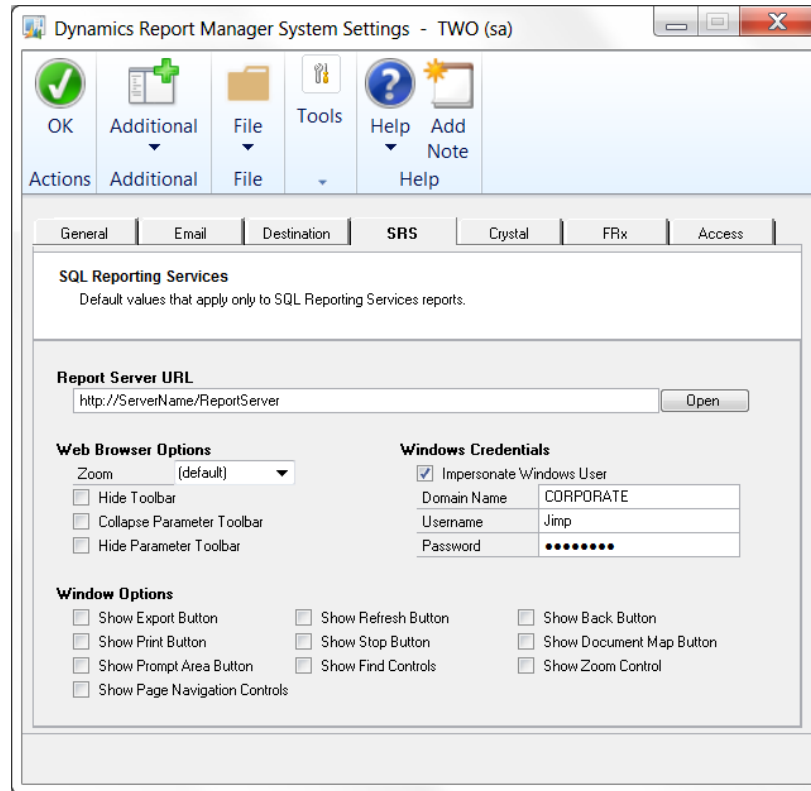 Dynamics Report Manager System Settings - TWO (sa)
OK Additional File Tools Help Add Note
Actions Additional File Help
General Email Destination SRS Crystal FRx Access
SQL Reporting Services
Default values that apply only to SQL Reporting Services reports.
Report Server URL
http://ServerName/ReportServer Open
Web Browser Options Windows Credentials
Zoom (default) Impersonate Windows User
Hide Toolbar Domain Name CORPORATE
Collapse Parameter Toolbar Username Jimp
Hide Parameter Toolbar Password ●●●●●●●●
Window Options
Show Export Button Show Refresh Button Show Back Button
Show Print Button Show Stop Button Show Document Map Button
Show Prompt Area Button Show Find Controls Show Zoom Control
Show Page Navigation Controls